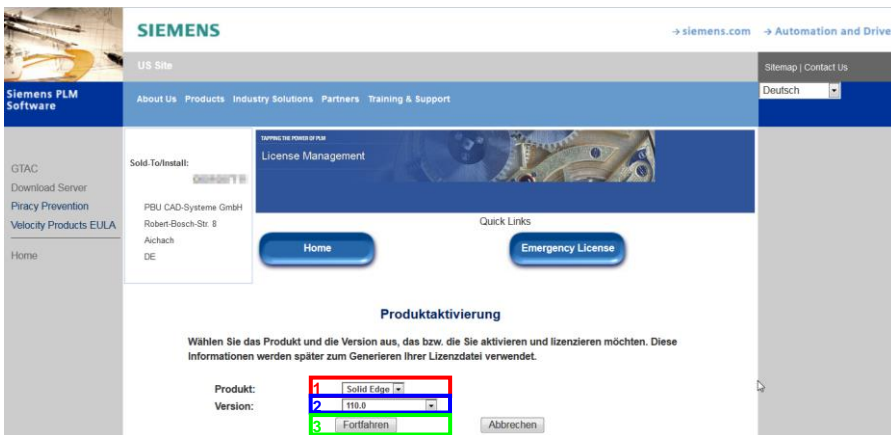 SIEMENS
→ siemens.com → Automation and Drive
US Site
Sitemap | Contact Us
Siemens PLM
Software
About Us Products Industry Solutions Partners Training & Support
Deutsch
GTAC
Download Server
Piracy Prevention
Velocity Products EULA
Home
Sold-To/Install:
PBU CAD-Systeme GmbH
Robert-Bosch-Str. 8
Aichach
DE
TAPPING THE POWER OF PLM
License Management
Quick Links
Home
Emergency License
Produktaktivierung
Wählen Sie das Produkt und die Version aus, das bzw. die Sie aktivieren und lizenzieren möchten. Diese
Informationen werden später zum Generieren Ihrer Lizenzdatei verwendet.
Produkt: 1 Solid Edge
Version: 2 110.0
3 Fortfahren Abbrechen